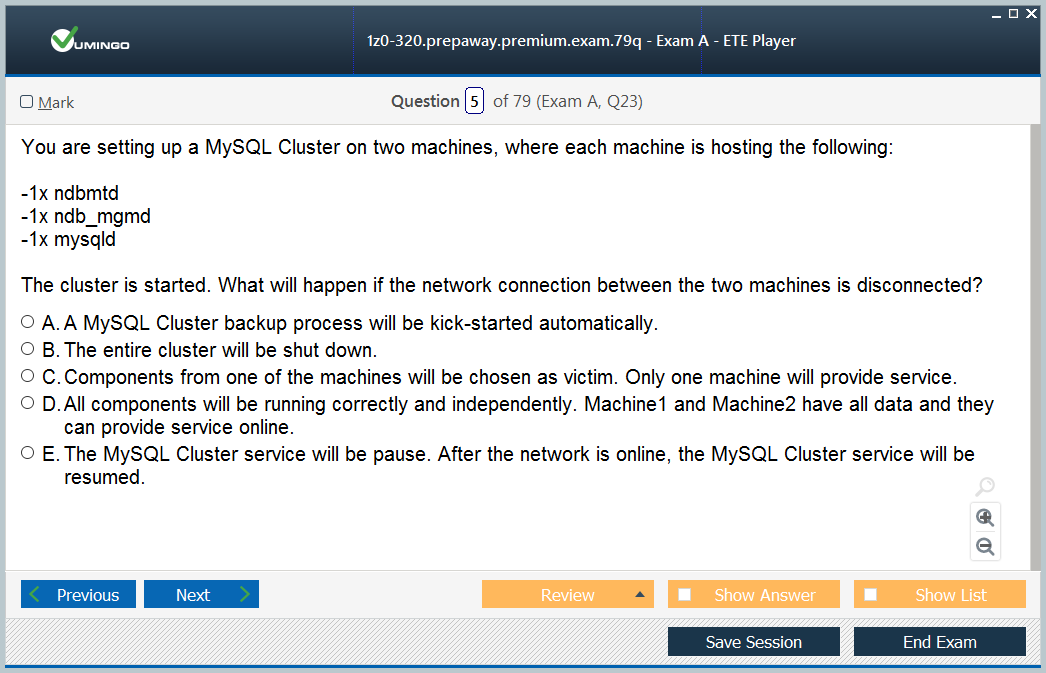 VUMINGO
1z0-320.prepaway.premium.exam.79q - Exam A - ETE Player
Mark
Question 5 of 79 (Exam A, Q23)
You are setting up a MySQL Cluster on two machines, where each machine is hosting the following:
-1x ndbmtd
-1x ndb_mgmd
-1x mysqld
The cluster is started. What will happen if the network connection between the two machines is disconnected?
A. A MySQL Cluster backup process will be kick-started automatically.
B. The entire cluster will be shut down.
C. Components from one of the machines will be chosen as victim. Only one machine will provide service.
D. All components will be running correctly and independently. Machine1 and Machine2 have all data and they
can provide service online.
E. The MySQL Cluster service will be pause. After the network is online, the MySQL Cluster service will be
resumed.
Previous
Next
Review
Show Answer
Show List
Save Session
End Exam